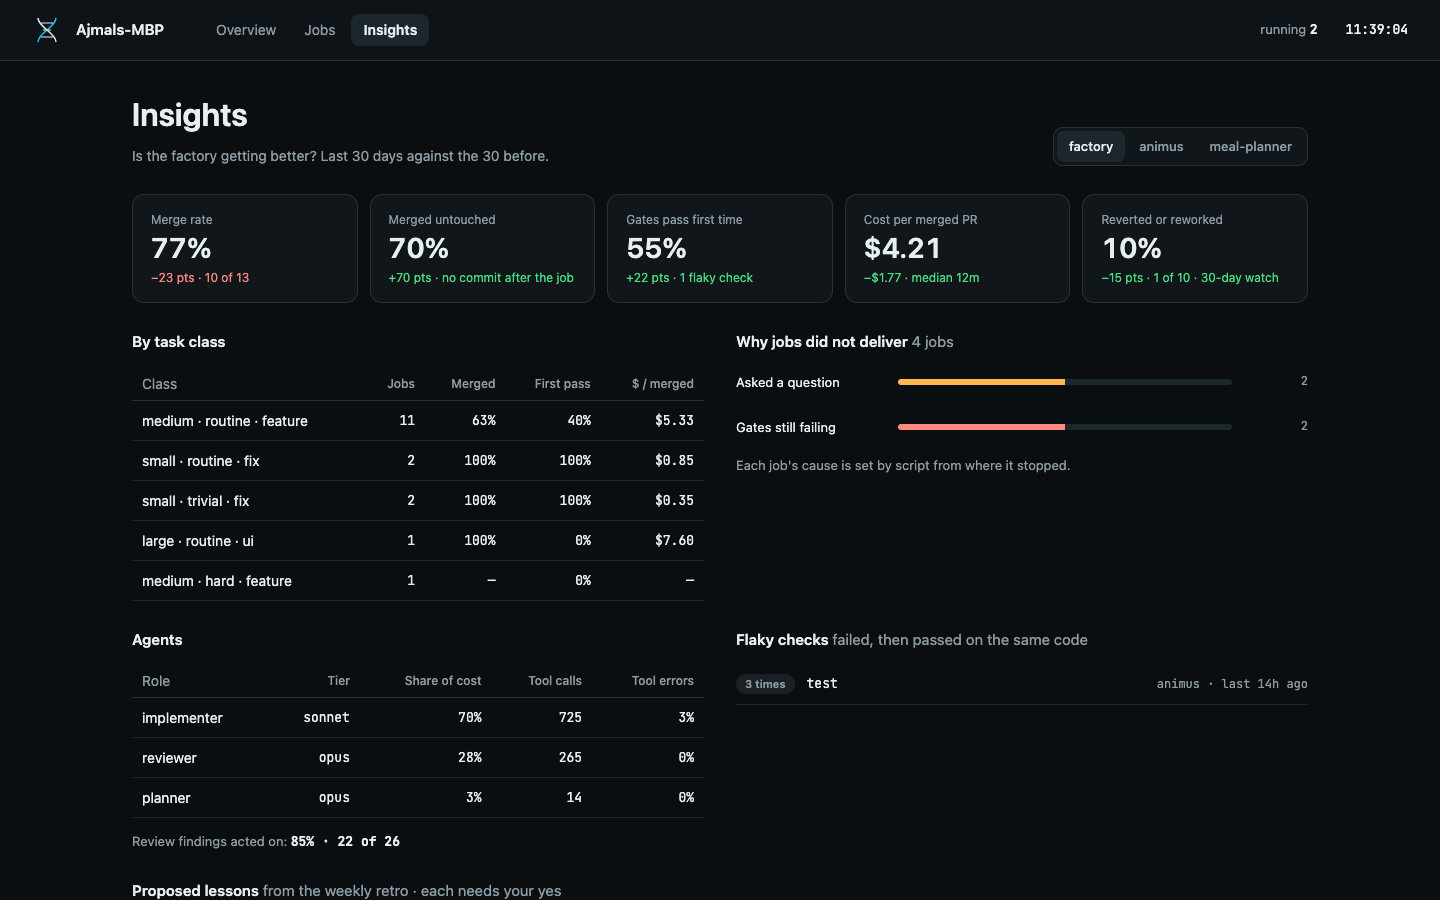 Ajmals-MBP Overview Jobs Insights running 2 11:39:04
Insights
Is the factory getting better? Last 30 days against the 30 before.
factory animus meal-planner
Merge rate
77%
−23 pts · 10 of 13
Merged untouched
70%
+70 pts · no commit after the job
Gates pass first time
55%
+22 pts · 1 flaky check
Cost per merged PR
$4.21
−$1.77 · median 12m
Reverted or reworked
10%
−15 pts · 1 of 10 · 30-day watch
By task class
Class Jobs Merged First pass $ / merged
medium · routine · feature 11 63% 40% $5.33
small · routine · fix 2 100% 100% $0.85
small · trivial · fix 2 100% 100% $0.35
large · routine · ui 1 100% 0% $7.60
medium · hard · feature 1 — 0% —
Why jobs did not deliver 4 jobs
Asked a question 2
Gates still failing 2
Each job's cause is set by script from where it stopped.
Agents
Role Tier Share of cost Tool calls Tool errors
implementer sonnet 70% 725 3%
reviewer opus 28% 265 0%
planner opus 3% 14 0%
Review findings acted on: 85% · 22 of 26
Flaky checks failed, then passed on the same code
3 times test animus · last 14h ago
Proposed lessons from the weekly retro · each needs your yes